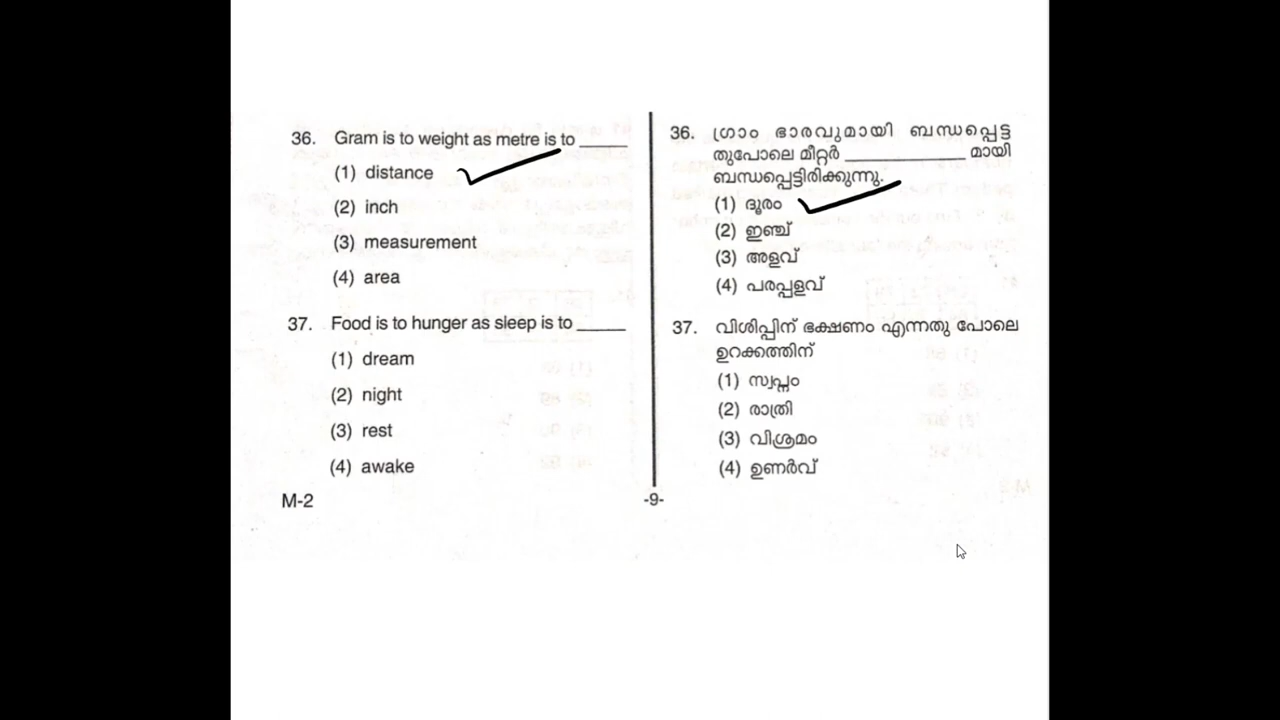 36. Gram is to weight as metre is to _____
(1) distance
(2) inch
(3) measurement
(4) area
37. Food is to hunger as sleep is to _____
(1) dream
(2) night
(3) rest
(4) awake
M-2
-9-
36. ഗ്രാം ഭാരവുമായി ബന്ധപ്പെട്ട
തുപോലെ മീറ്റർ _____________ മായി
ബന്ധപ്പെട്ടിരിക്കുന്നു.
(1) ദൂരം
(2) ഇഞ്ച്
(3) അളവ്
(4) പരപ്പളവ്
37. വിശിപ്പിന് ഭക്ഷണം എന്നതു പോലെ
ഉറക്കത്തിന്
(1) സ്വപ്നം
(2) രാത്രി
(3) വിശ്രമം
(4) ഉണർവ്